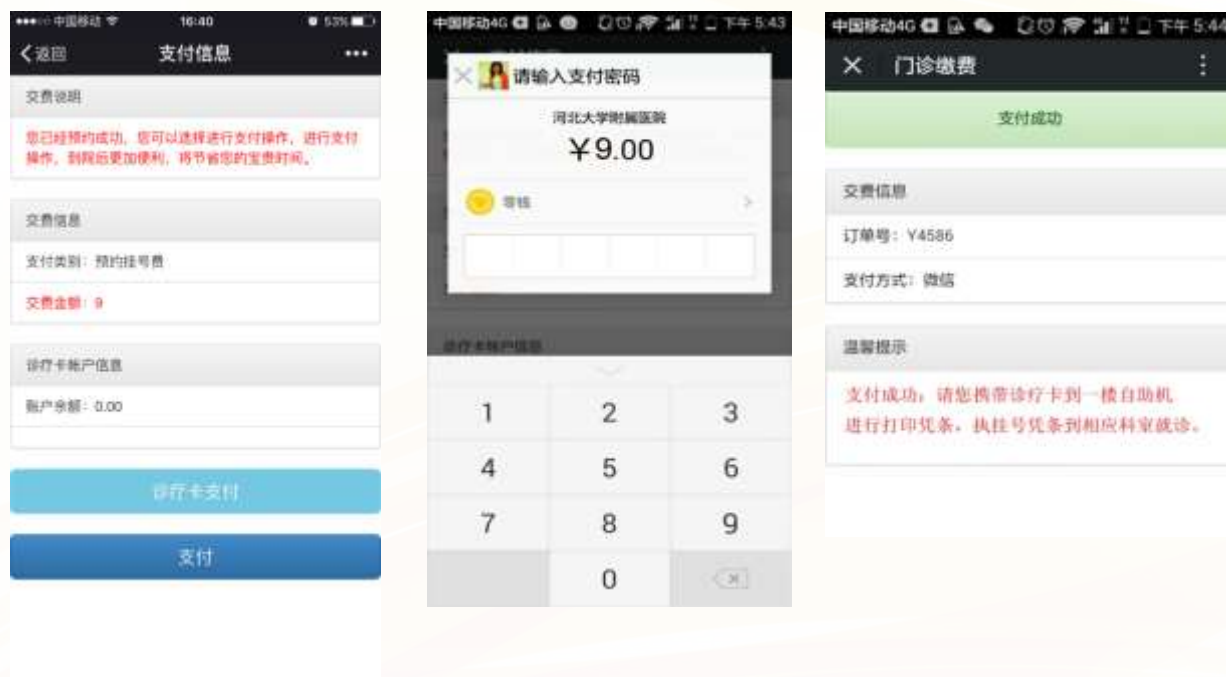 中国移动 16:40 53%
返回 支付信息
交费说明
您已经预约成功，您可以选择进行支付操作，进行支付
操作，到院后更加便利，将节省您的宝贵时间。
交费信息
支付类别：预约挂号费
交费金额：9
诊疗卡帐户信息
账户余额：0.00
诊疗卡支付
支付
中国移动4G 下午 5:43
请输入支付密码
河北大学附属医院
￥9.00
零钱
诊疗卡帐户信息
1 2 3
4 5 6
7 8 9
0
中国移动4G 下午 5:44
门诊缴费
支付成功
交费信息
订单号：Y4586
支付方式：微信
温馨提示
支付成功，请您携带诊疗卡到一楼自助机
进行打印凭条，执挂号凭条到相应科室就诊。